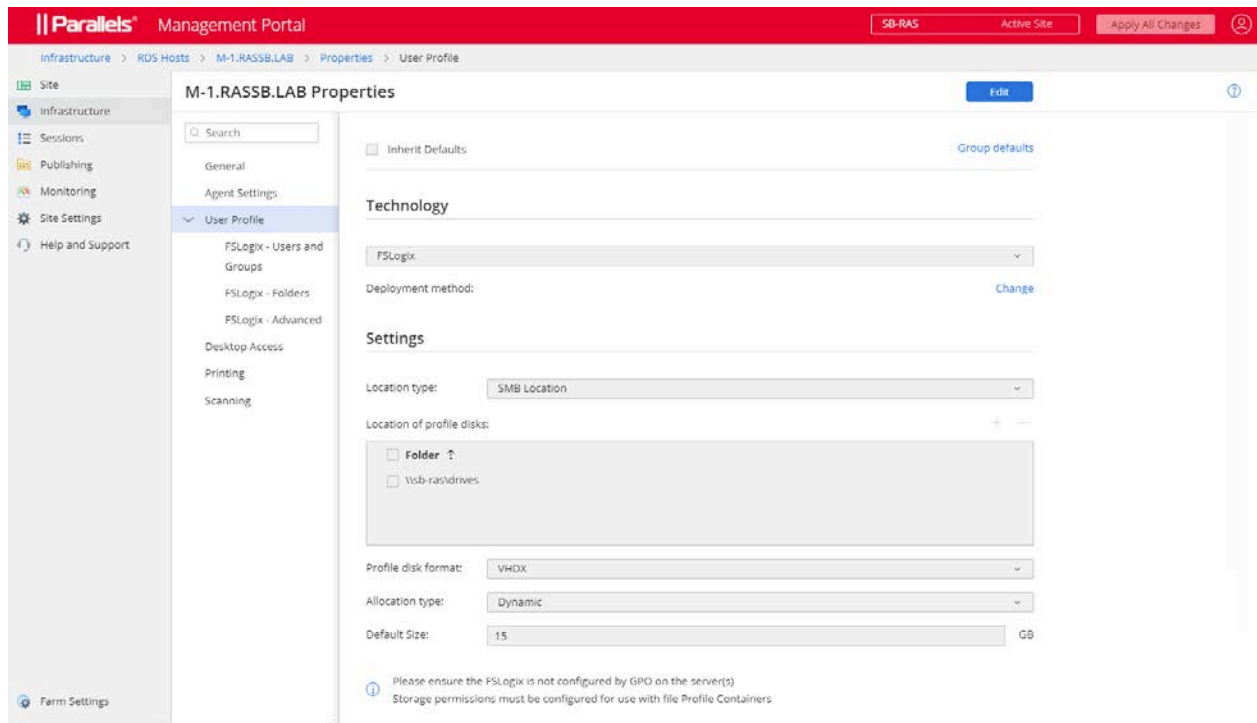 Parallels® Management Portal
SB-RAS Active Site
Apply All Changes
Infrastructure > RDS Hosts > M-1.RASSB.LAB > Properties > User Profile
Site
Infrastructure
Sessions
Publishing
Monitoring
Site Settings
Help and Support
Farm Settings
M-1.RASSB.LAB Properties
Edit
Search
General
Agent Settings
User Profile
FSLogix - Users and
Groups
FSLogix - Folders
FSLogix - Advanced
Desktop Access
Printing
Scanning
Inherit Defaults
Group defaults
Technology
FSLogix
Deployment method:
Change
Settings
Location type: SMB Location
Location of profile disks:
Folder ↑
\\sb-ras\drives
Profile disk format: VHDX
Allocation type: Dynamic
Default Size: 15 GB
Please ensure the FSLogix is not configured by GPO on the server(s)
Storage permissions must be configured for use with file Profile Containers